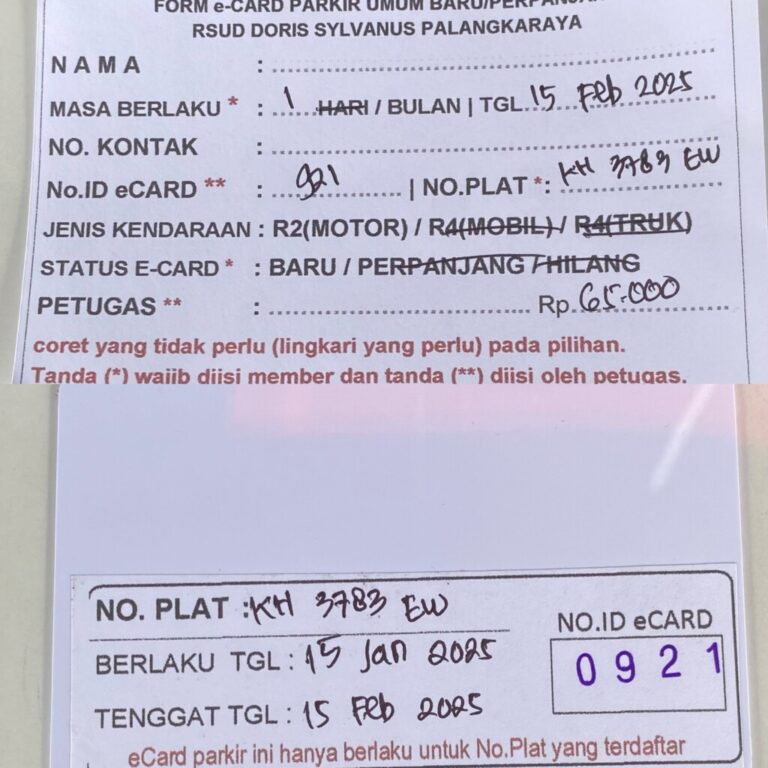 FORM e-CARD PARKIR UMUM BARU/PERPANJAN
RSUD DORIS SYLVANUS PALANGKARAYA
NAMA :
MASA BERLAKU * : 1 HARI / BULAN | TGL. 15 Feb 2025
NO. KONTAK :
No.ID eCARD ** : 921 | NO.PLAT *: KH 3783 EW
JENIS KENDARAAN : R2(MOTOR) / R4(MOBIL) / R4(TRUK)
STATUS E-CARD * : BARU / PERPANJANG / HILANG
PETUGAS ** : Rp. 65.000
coret yang tidak perlu (lingkari yang perlu) pada pilihan.
Tanda (*) wajib diisi member dan tanda (**) diisi oleh petugas.
NO. PLAT : KH 3783 EW
BERLAKU TGL : 15 Jan 2025
TENGGAT TGL : 15 Feb 2025
NO.ID eCARD
0921
eCard parkir ini hanya berlaku untuk No.Plat yang terdaftar